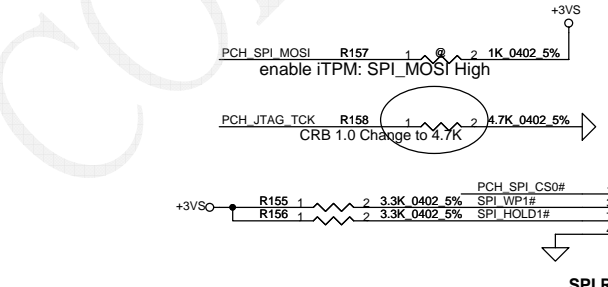 +3VS
PCH_SPI_MOSI R157 1 @ 2 1K_0402_5%
enable iTPM: SPI_MOSI High
PCH_JTAG_TCK R158 1 2 4.7K_0402_5%
CRB 1.0 Change to 4.7K
PCH_SPI_CS0#
+3VS R155 1 2 3.3K_0402_5% SPI_WP1#
R156 1 2 3.3K_0402_5% SPI_HOLD1#
SPI